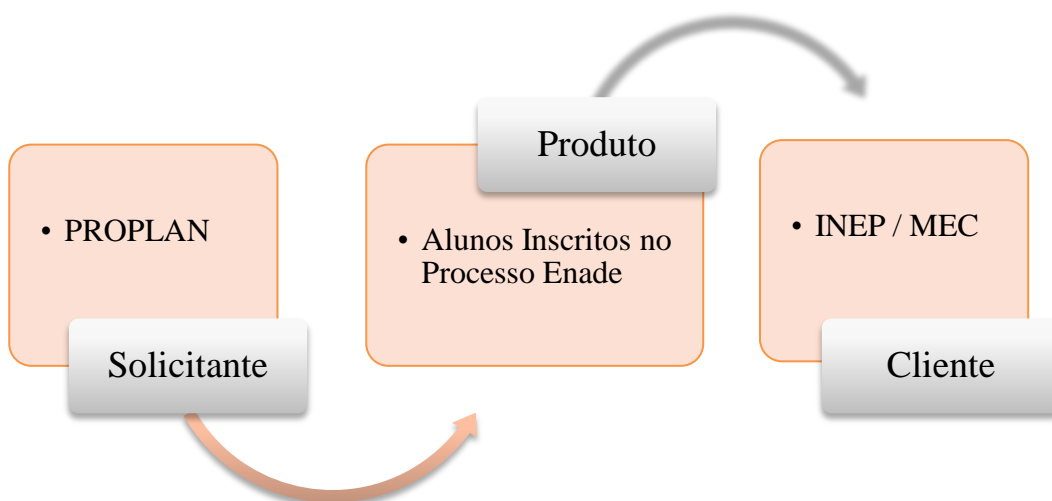 • PROPLAN
Solicitante
Produto
• Alunos Inscritos no
Processo Enade
• INEP / MEC
Cliente